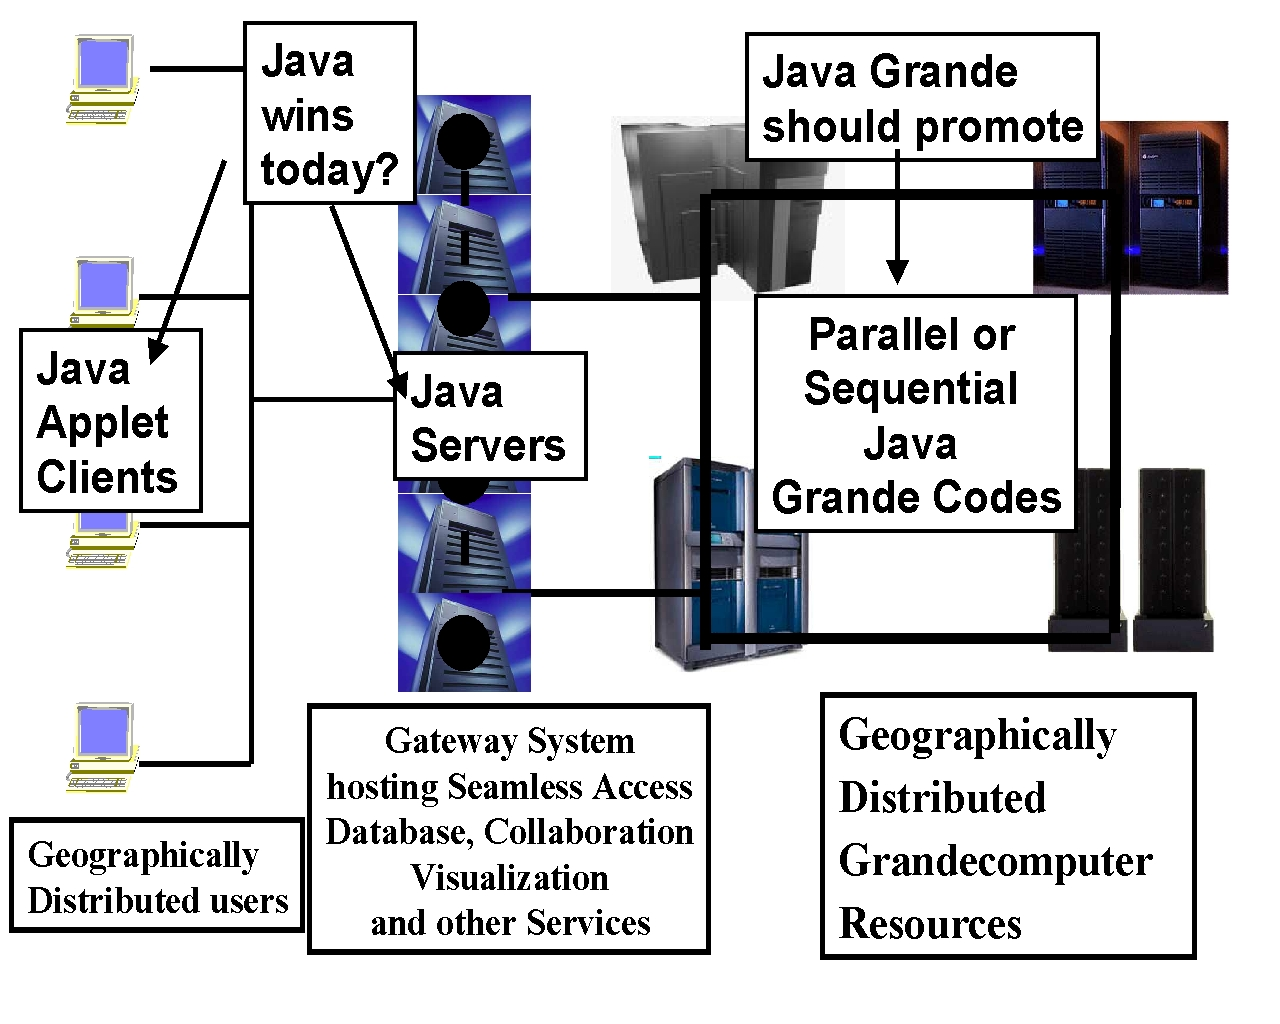 Java
wins
today?
Java Grande
should promote
Java
Applet
Clients
Java
Servers
Parallel or
Sequential
Java
Grande Codes
Geographically
Distributed users
Gateway System
hosting Seamless Access
Database, Collaboration
Visualization
and other Services
Geographically
Distributed
Grandecomputer
Resources